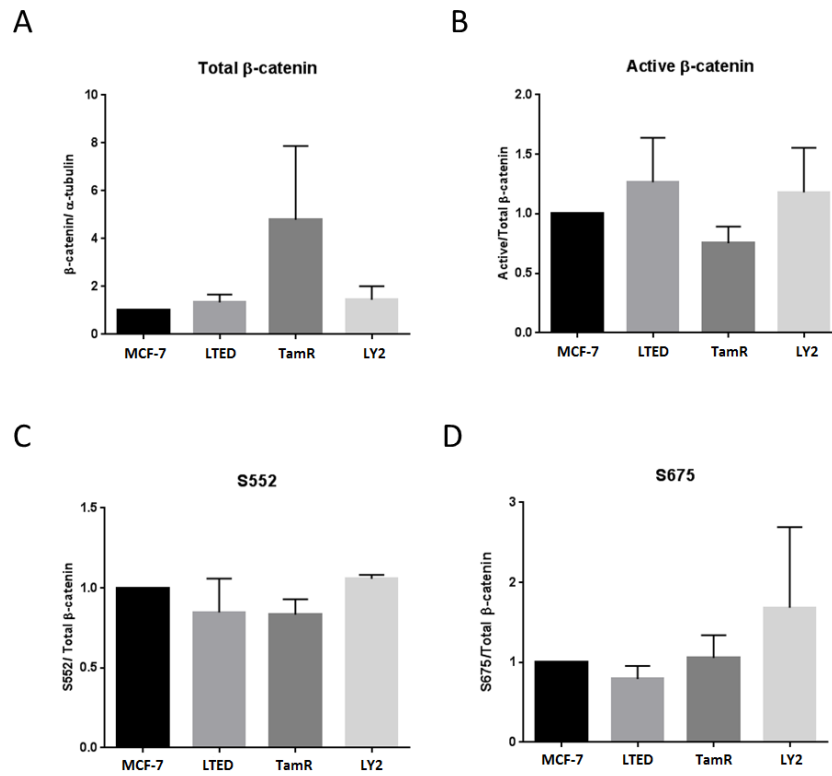 A
Total β-catenin
β-catenin/ α-tubulin
10
8
6
4
2
0
MCF-7 LTED TamR LY2
B
Active β-catenin
Active/Total β-catenin
2.0
1.5
1.0
0.5
0.0
MCF-7 LTED TamR LY2
C
S552
S552/ Total β-catenin
1.5
1.0
0.5
0.0
MCF-7 LTED TamR LY2
D
S675
S675/Total β-catenin
3
2
1
0
MCF-7 LTED TamR LY2